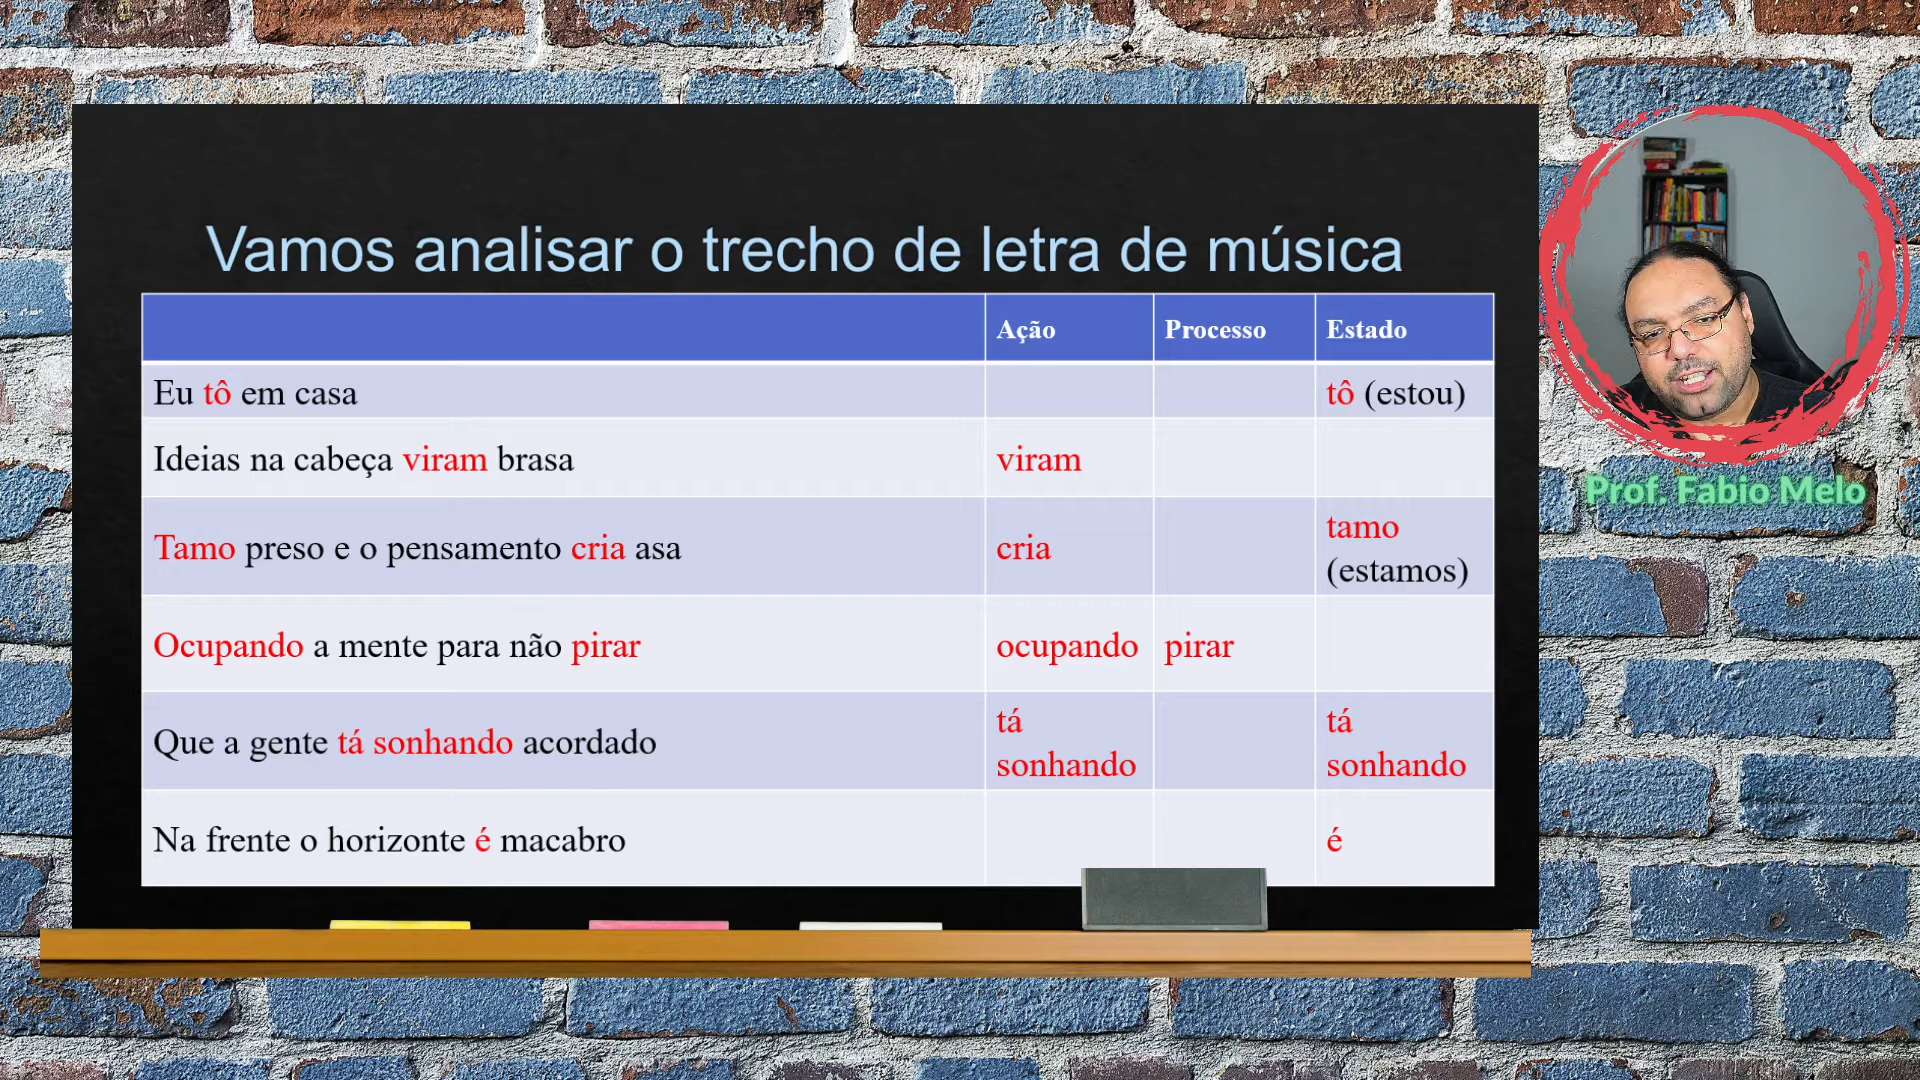 Vamos analisar o trecho de letra de música
Ação Processo Estado
Eu tô em casa tô (estou)
Ideias na cabeça viram brasa viram
Tamo preso e o pensamento cria asa cria tamo (estamos)
Ocupando a mente para não pirar ocupando pirar
Que a gente tá sonhando acordado tá sonhando tá sonhando
Na frente o horizonte é macabro é
Prof. Fabio Melo